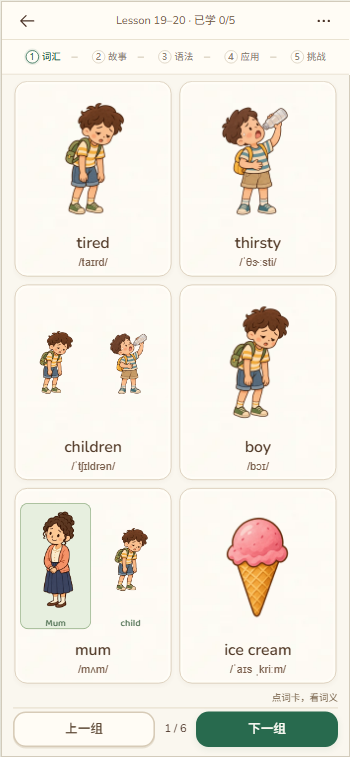 Lesson 19–20 · 已学 0/5
1 词汇 – 2 故事 – 3 语法 – 4 应用 – 5 挑战
tired thirsty
/taɪrd/ /ˈθɝːsti/
children boy
/ˈtʃɪldrən/ /bɔɪ/
Mum child
mum ice cream
/mʌm/ /ˈaɪs ˌkriːm/
点词卡，看词义
上一组 1 / 6 下一组